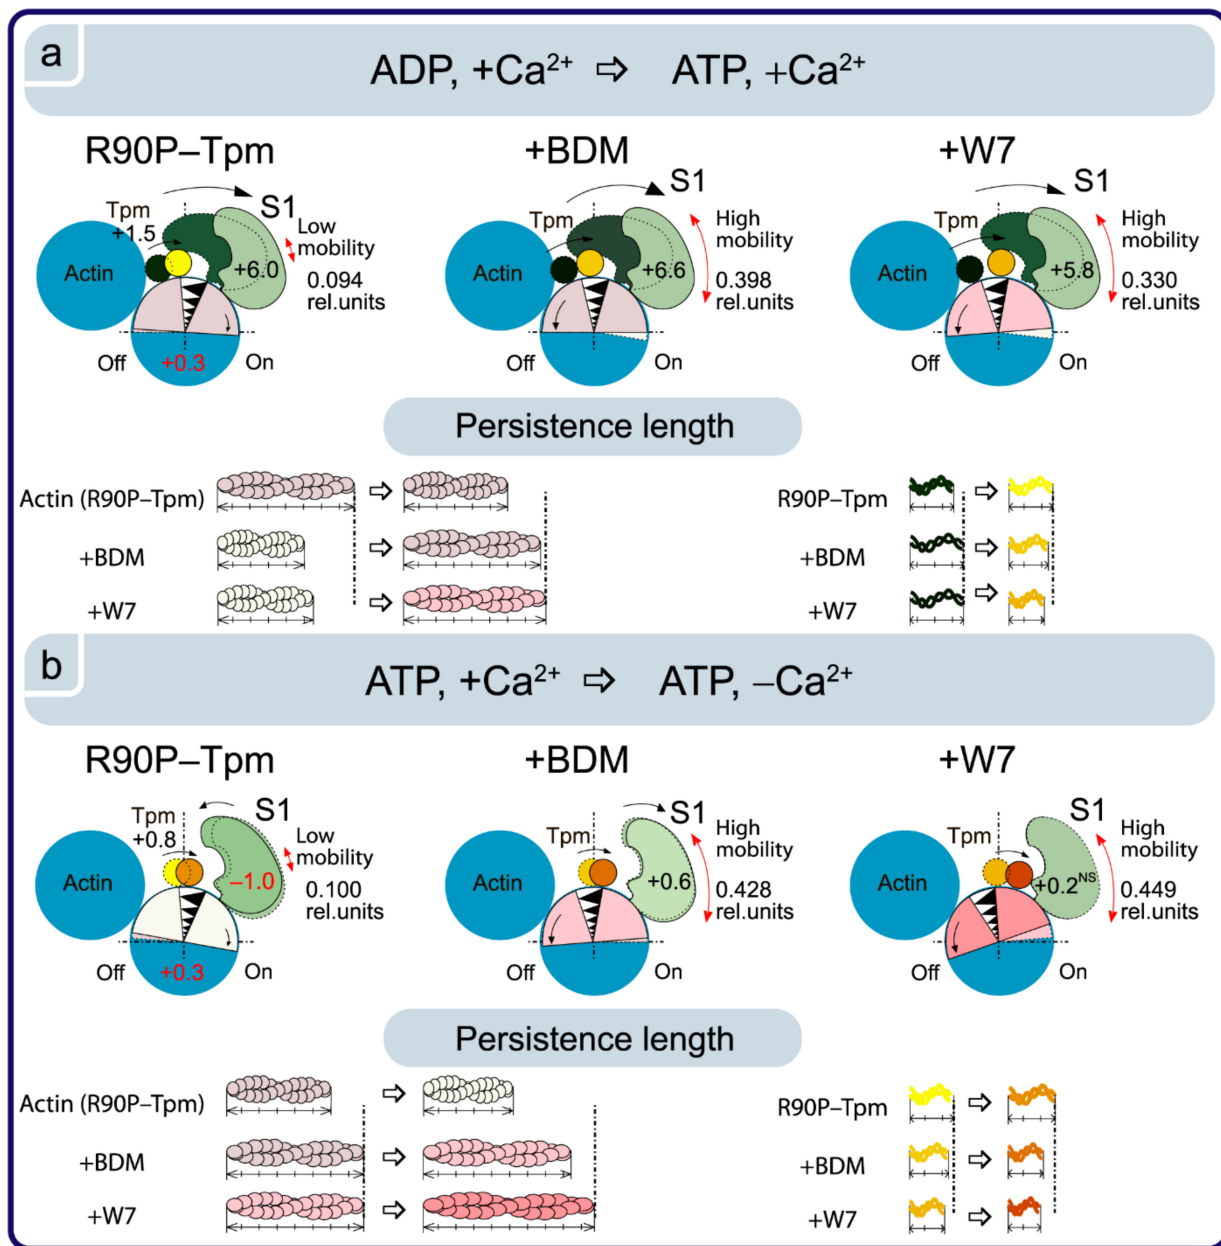 a
ADP, +Ca²⁺ ⇨ ATP, +Ca²⁺
R90P–Tpm
Tpm
+1.5
S1
Low
mobility
0.094
rel.units
+6.0
Actin
Off
+0.3
On
+BDM
Tpm
S1
High
mobility
0.398
rel.units
+6.6
Actin
Off
On
+W7
Tpm
S1
High
mobility
0.330
rel.units
+5.8
Actin
Off
On
Persistence length
Actin (R90P–Tpm)
+BDM
+W7
R90P–Tpm
+BDM
+W7
b
ATP, +Ca²⁺ ⇨ ATP, –Ca²⁺
R90P–Tpm
Tpm
+0.8
S1
Low
mobility
0.100
rel.units
–1.0
Actin
Off
+0.3
On
+BDM
Tpm
S1
High
mobility
0.428
rel.units
+0.6
Actin
Off
On
+W7
Tpm
S1
High
mobility
0.449
rel.units
+0.2ᴺˢ
Actin
Off
On
Persistence length
Actin (R90P–Tpm)
+BDM
+W7
R90P–Tpm
+BDM
+W7